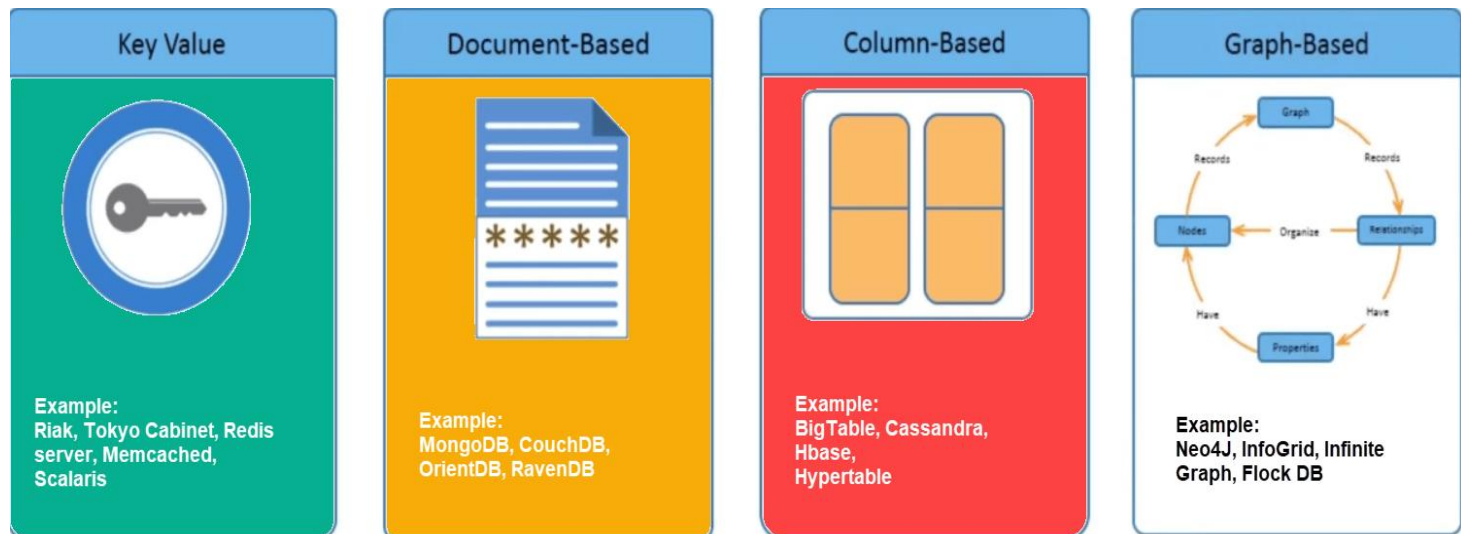 Key Value
Example:
Riak, Tokyo Cabinet, Redis
server, Memcached,
Scalaris
Document-Based
*****
Example:
MongoDB, CouchDB,
OrientDB, RavenDB
Column-Based
Example:
BigTable, Cassandra,
Hbase,
Hypertable
Graph-Based
Graph
Records
Records
Nodes
Organize
Relationships
Have
Have
Properties
Example:
Neo4J, InfoGrid, Infinite
Graph, Flock DB